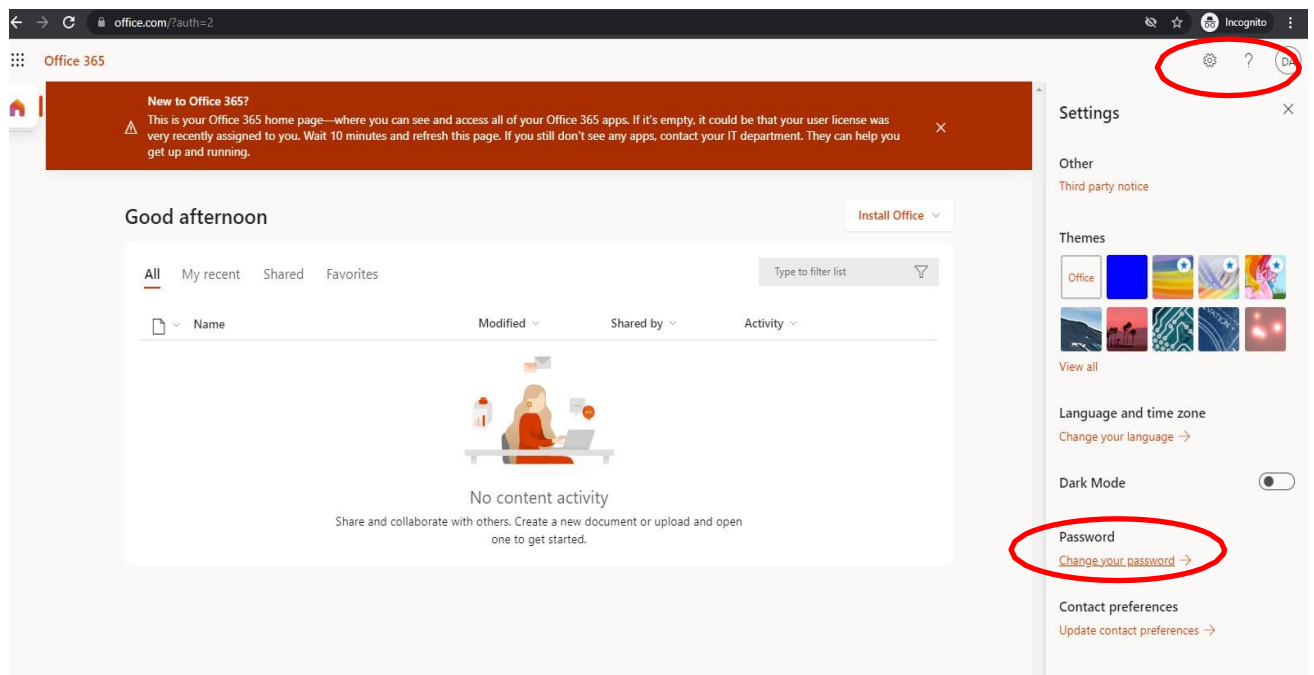 office.com/?auth=2
Incognito
Office 365
?
DA
New to Office 365?
This is your Office 365 home page—where you can see and access all of your Office 365 apps. If it's empty, it could be that your user license was
very recently assigned to you. Wait 10 minutes and refresh this page. If you still don't see any apps, contact your IT department. They can help you
get up and running.
Good afternoon
Install Office
All My recent Shared Favorites
Type to filter list
Name Modified Shared by Activity
No content activity
Share and collaborate with others. Create a new document or upload and open
one to get started.
Settings
Other
Third party notice
Themes
Office
View all
Language and time zone
Change your language →
Dark Mode
Password
Change your password →
Contact preferences
Update contact preferences →